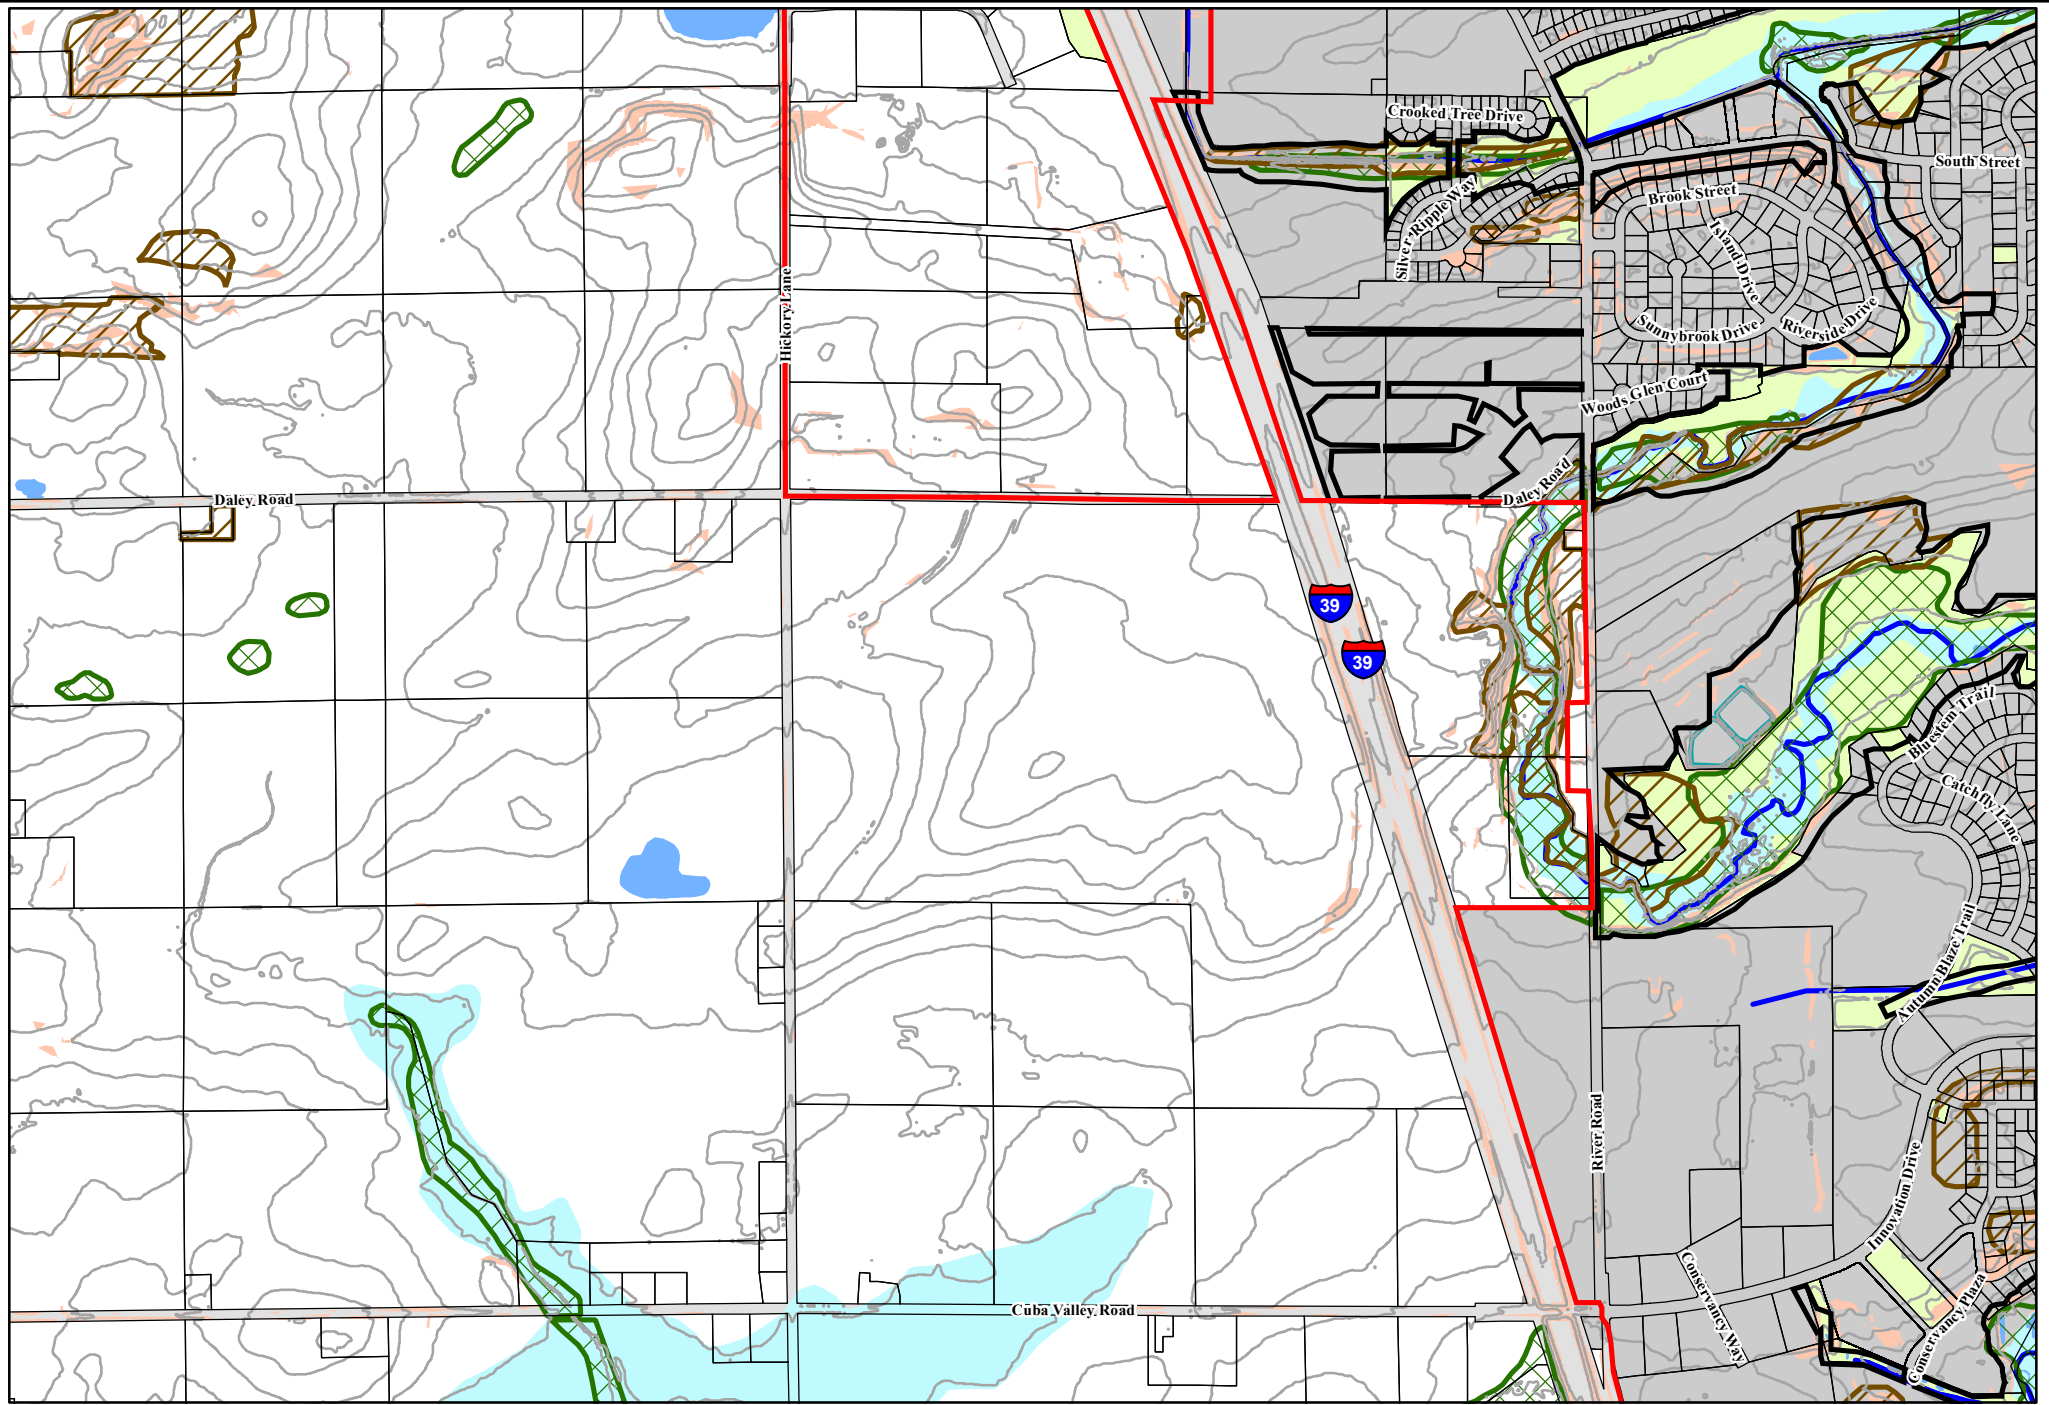 Crooked Tree Drive
South Street
Brook Street
Silver Ripple Way
Island Drive
Hickory Lane
Sunnybrook Drive
Riverside Drive
Woods Glen Court
Daley Road
Daley Road
39
39
Bluestem Trail
Catchfly Lane
Autumn Blaze Trail
River Road
Innovation Drive
Cuba Valley Road
Conservancy Way
Conservancy Plaza